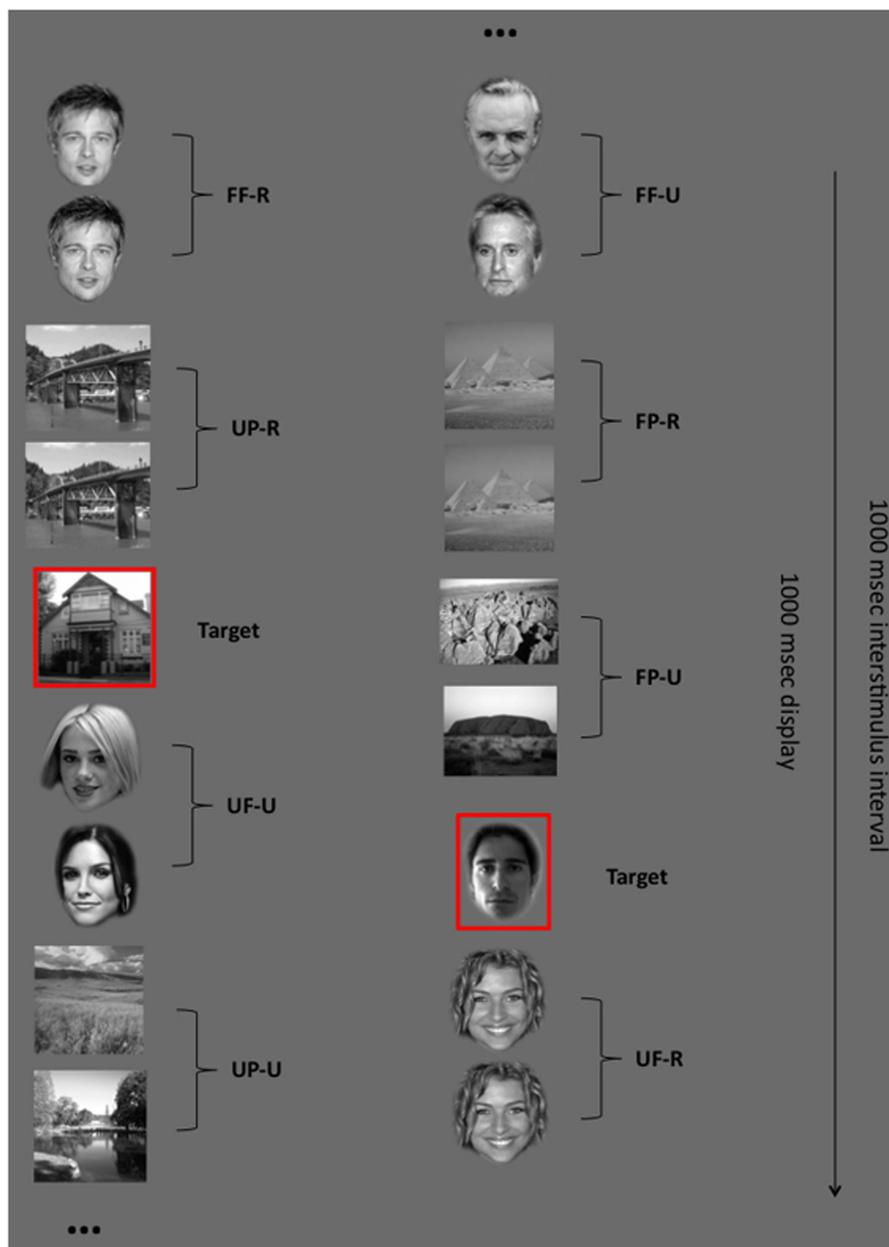 ...
FF-R
UP-R
Target
UF-U
UP-U
...
...
FF-U
FP-R
FP-U
Target
UF-R
1000 msec display
1000 msec interstimulus interval